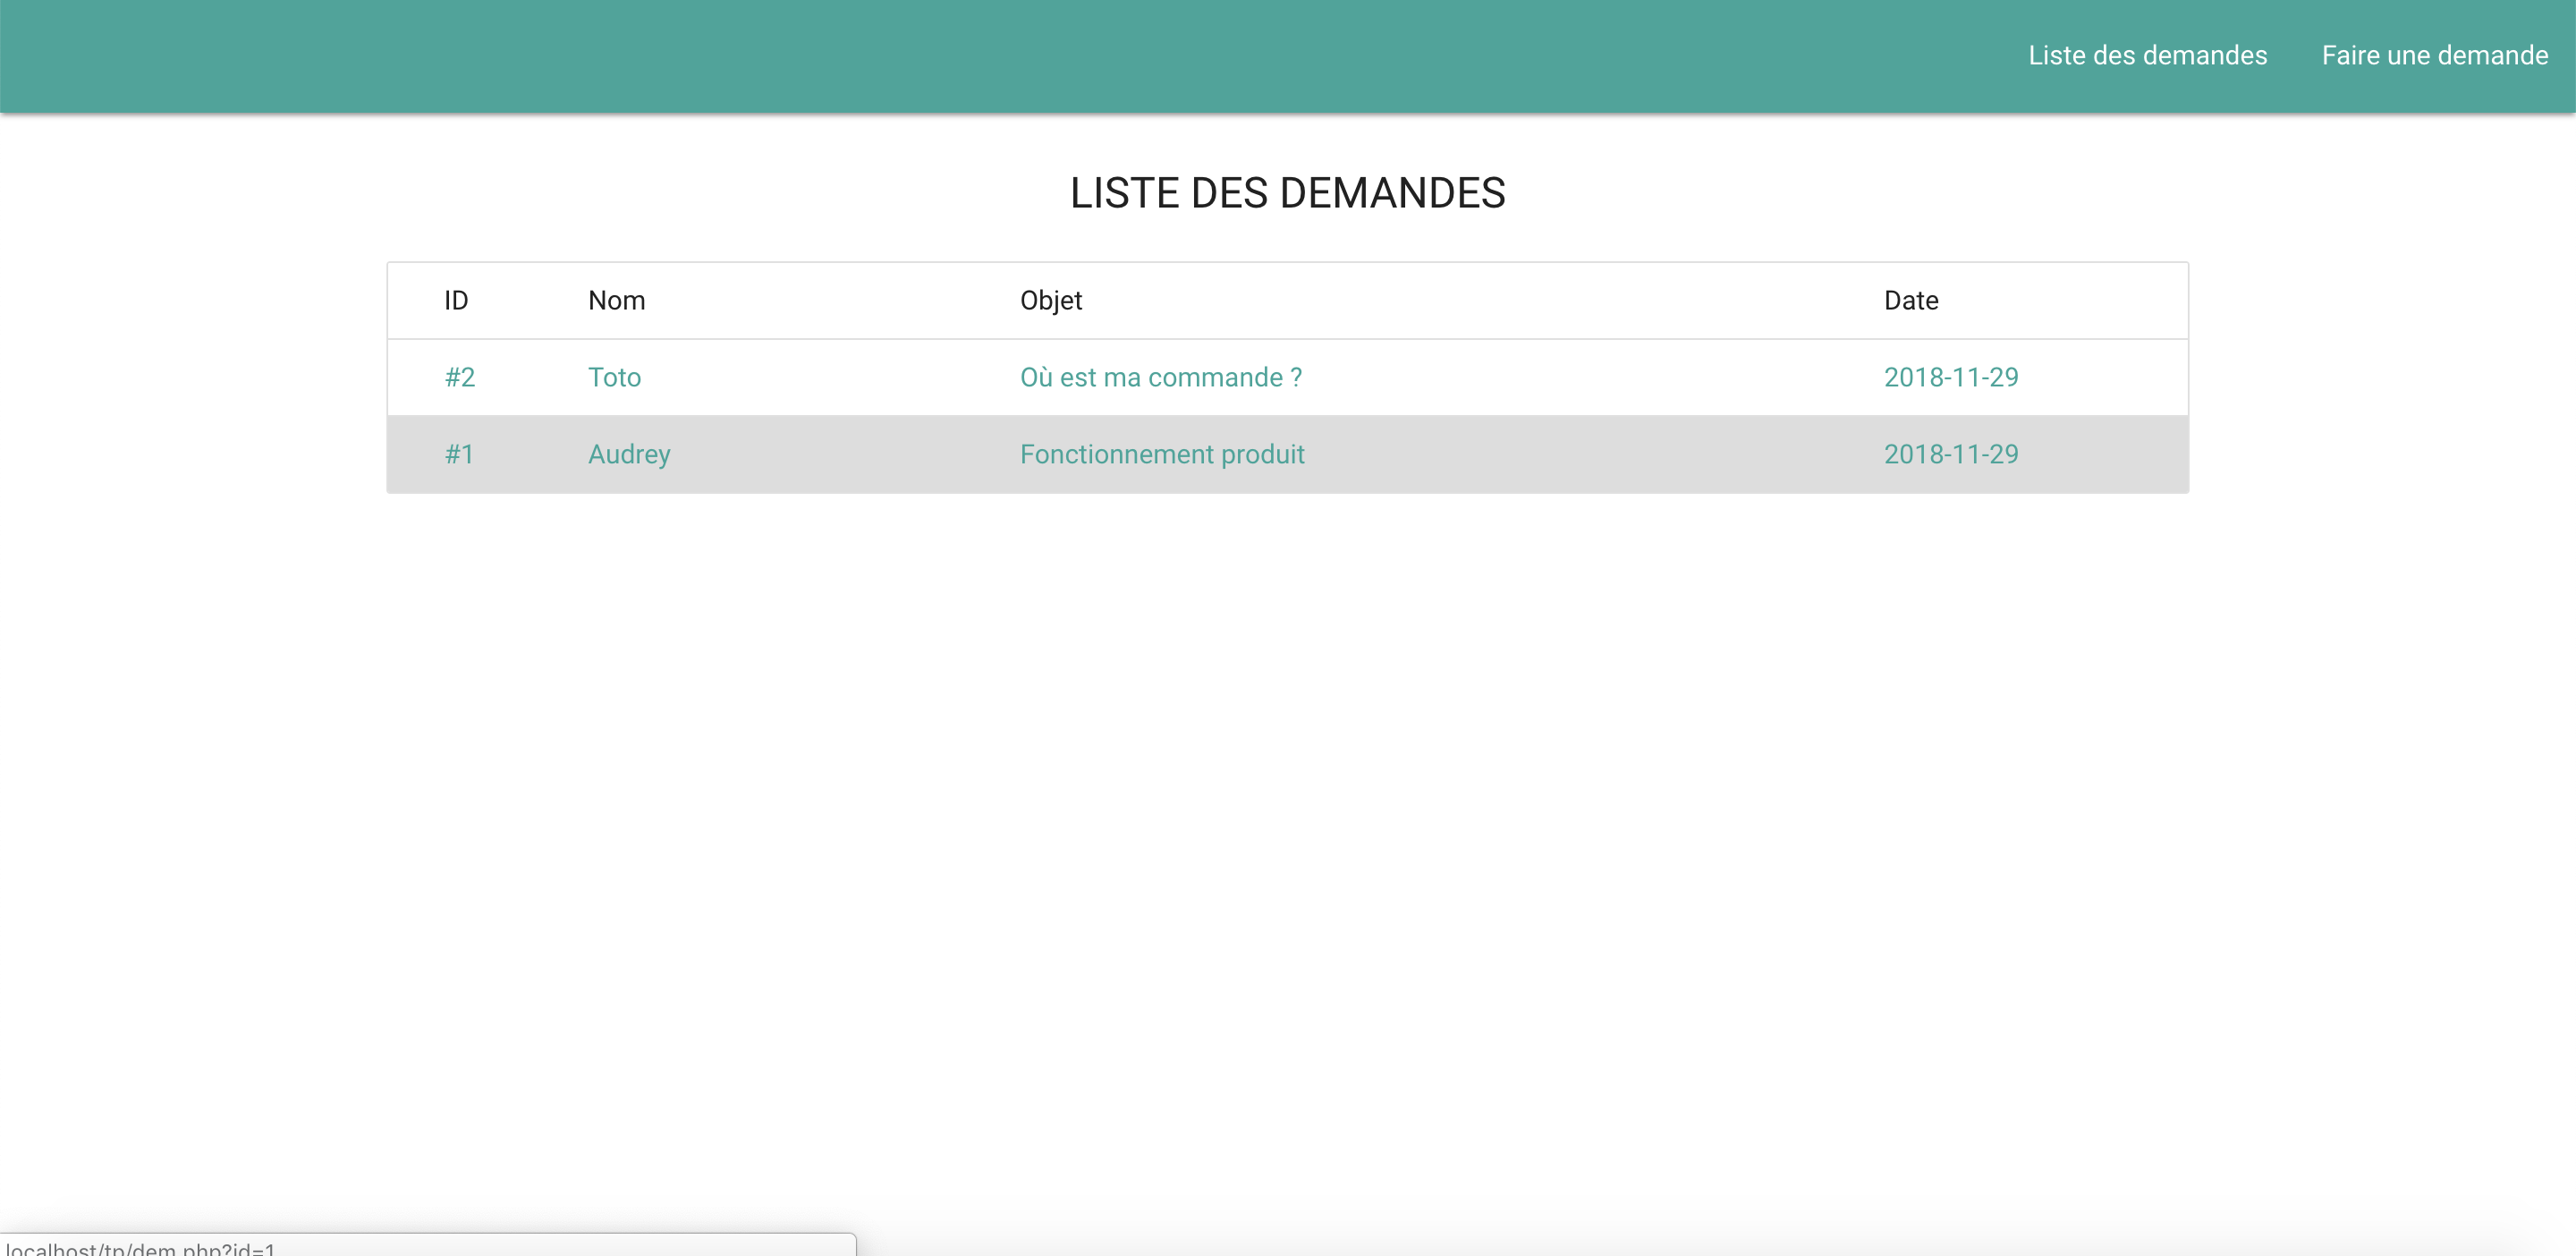 Liste des demandes Faire une demande
LISTE DES DEMANDES
ID Nom Objet Date
#2 Toto Où est ma commande ? 2018-11-29
#1 Audrey Fonctionnement produit 2018-11-29
localhost/tp/dem.php?id=1